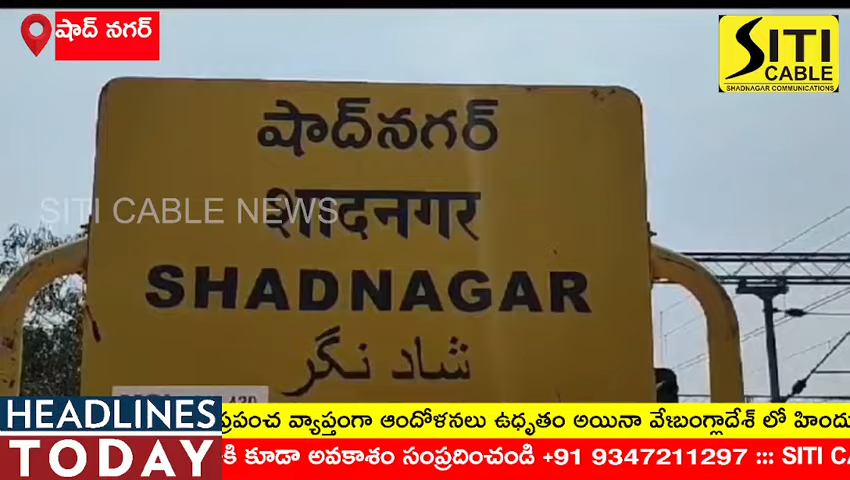 షాద్ నగర్
SITI
CABLE
SHADNAGAR COMMUNICATIONS
షాద్‌నగర్
शादनगर
SITI CABLE NEWS
SHADNAGAR
شاد نگر
HEADLINES
TODAY
ప్రపంచ వ్యాప్తంగా ఆందోళనలు ఉధృతం అయినా వేళబంగ్లాదేశ్ లో హిందు
కి కూడా అవకాశం సంప్రదించండి +91 9347211297 ::: SITI CA